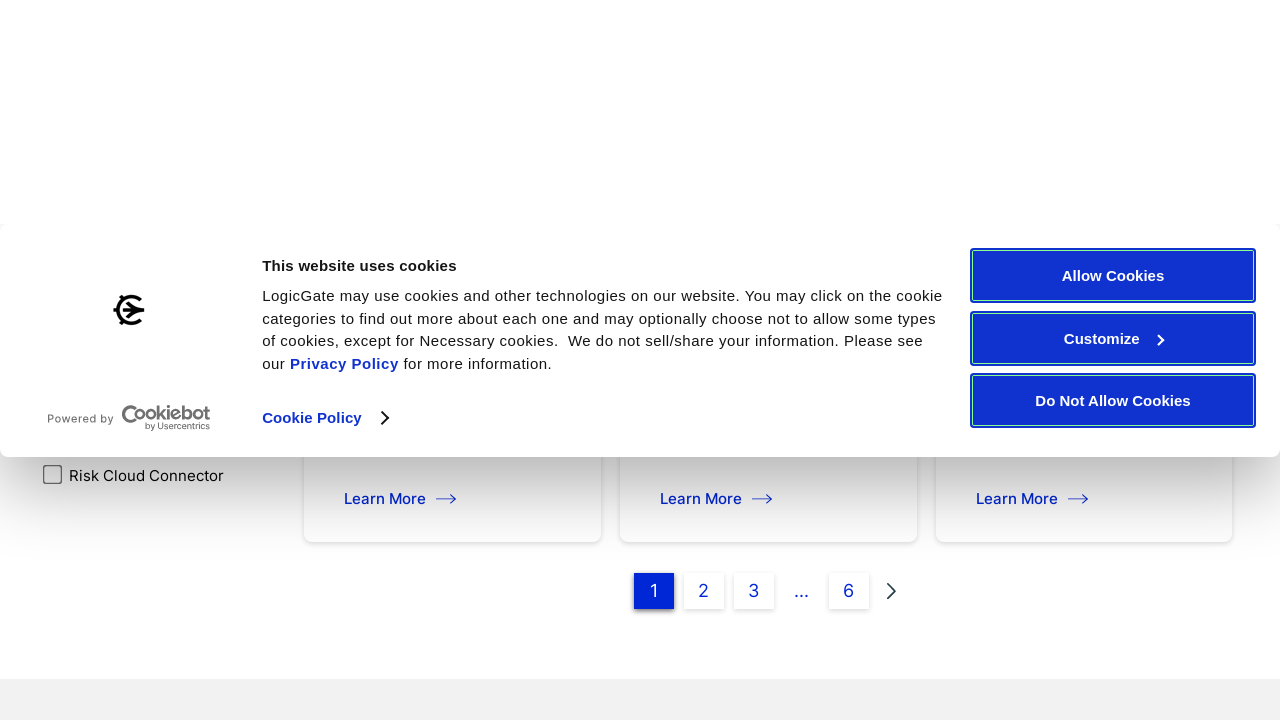 This website uses cookies
LogicGate may use cookies and other technologies on our website. You may click on the cookie
categories to find out more about each one and may optionally choose not to allow some types
of cookies, except for Necessary cookies.  We do not sell/share your information. Please see
our Privacy Policy for more information.
Cookie Policy
Powered by Cookiebot
by Usercentrics
Allow Cookies
Customize
Do Not Allow Cookies
Risk Cloud Connector
Learn More
Learn More
Learn More
1 2 3 ... 6